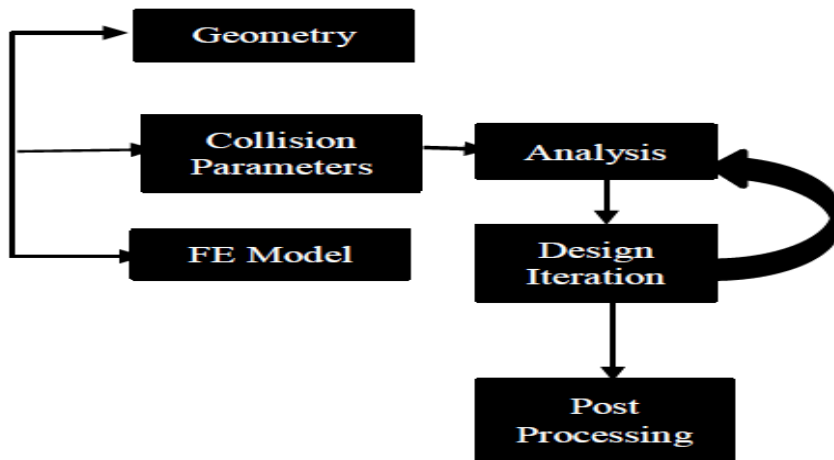 Geometry
Collision
Parameters
Analysis
FE Model
Design
Iteration
Post
Processing